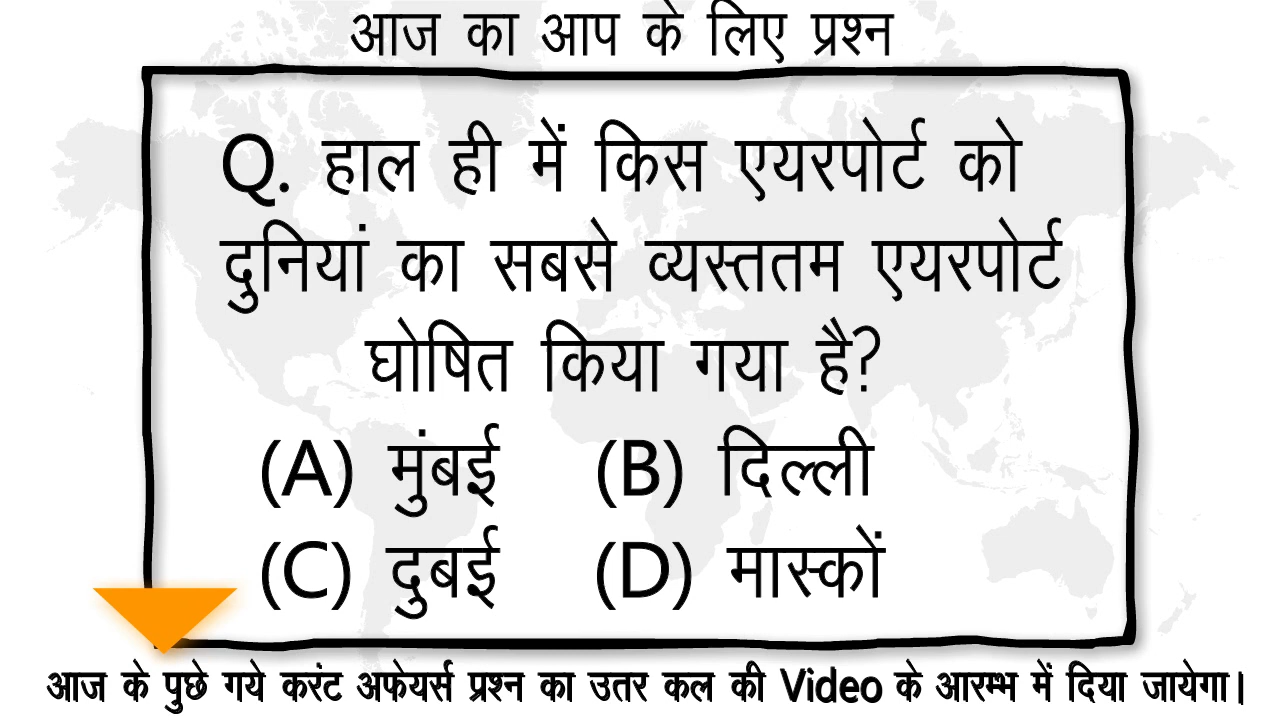 आज का आप के लिए प्रश्न
Q. हाल ही में किस एयरपोर्ट को
दुनियां का सबसे व्यस्ततम एयरपोर्ट
घोषित किया गया है?
(A) मुंबई (B) दिल्ली
(C) दुबई (D) मास्कों
आज के पुछे गये करंट अफेयर्स प्रश्न का उतर कल की Video के आरम्भ में दिया जायेगा।